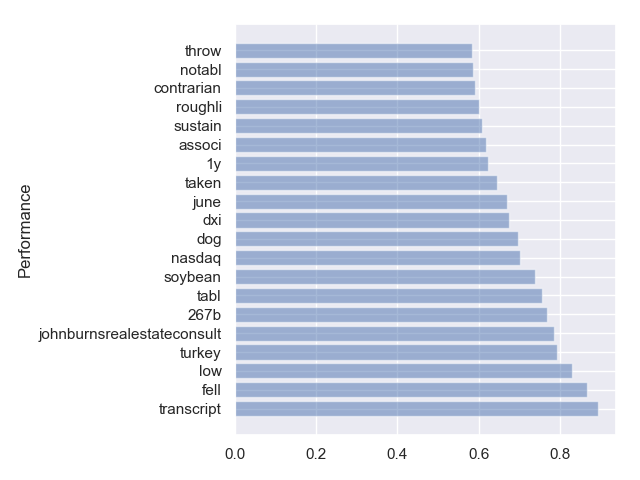 throw
notabl
contrarian
roughli
sustain
associ
1y
taken
june
dxi
dog
nasdaq
soybean
tabl
267b
johnburnsrealestateconsult
turkey
low
fell
transcript
Performance
0.0 0.2 0.4 0.6 0.8